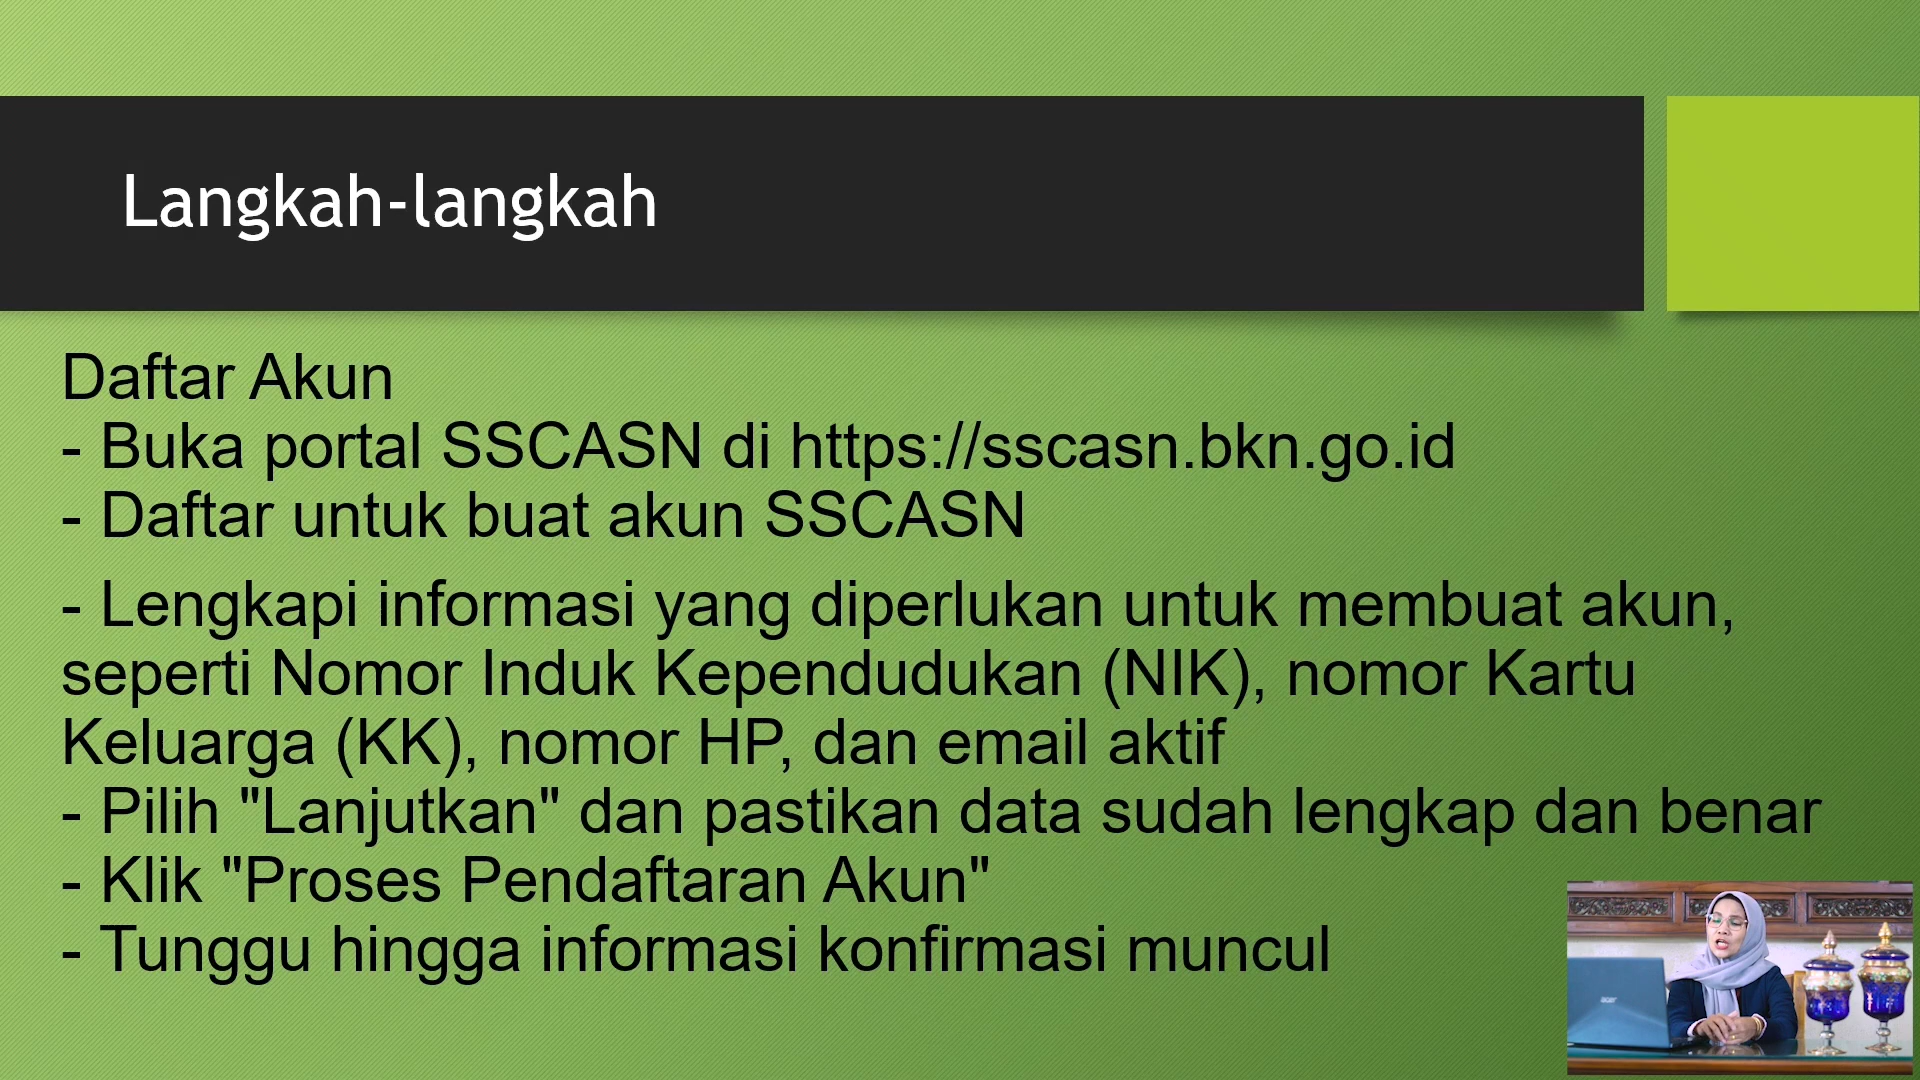 Langkah-langkah
Daftar Akun
- Buka portal SSCASN di https://sscasn.bkn.go.id
- Daftar untuk buat akun SSCASN
- Lengkapi informasi yang diperlukan untuk membuat akun,
seperti Nomor Induk Kependudukan (NIK), nomor Kartu
Keluarga (KK), nomor HP, dan email aktif
- Pilih "Lanjutkan" dan pastikan data sudah lengkap dan benar
- Klik "Proses Pendaftaran Akun"
- Tunggu hingga informasi konfirmasi muncul
acer